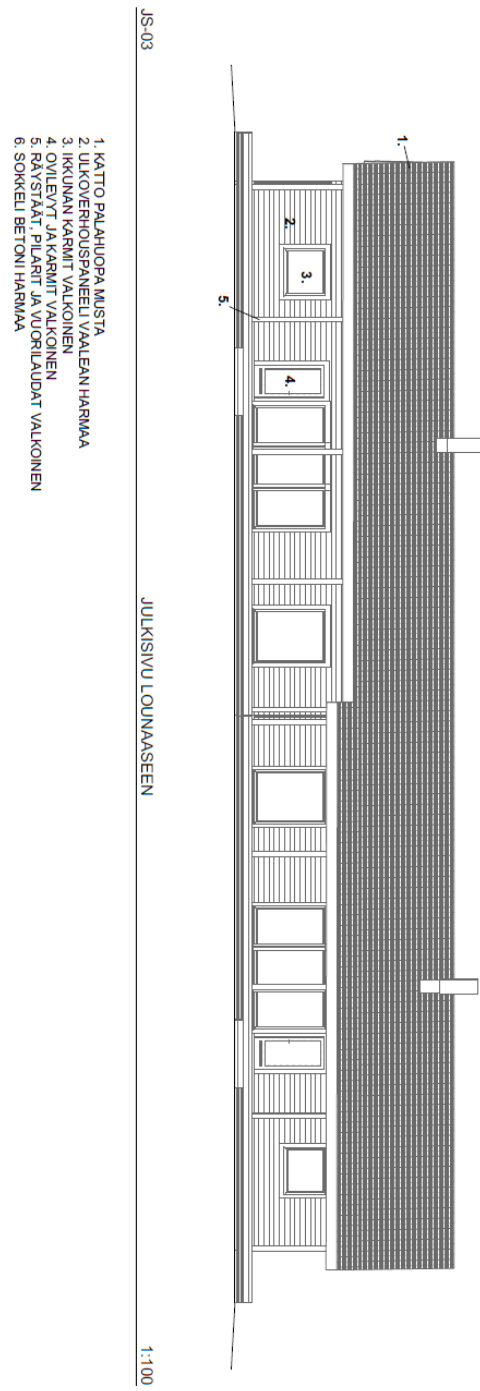 1.
2.
3.
4.
5.
JS-03
JULKISIVU LOUNAASEEN
1:100
1. KATTO PALAHUOPA MUSTA
2. ULKOVERHOUSPANEELI VAALEAN HARMAA
3. IKKUNAN KARMIT VALKOINEN
4. OVILEVYT JA KARMIT VALKOINEN
5. RÄYSTÄÄT, PILARIT JA VUORILAUDAT VALKOINEN
6. SOKKELI BETONI HARMAA